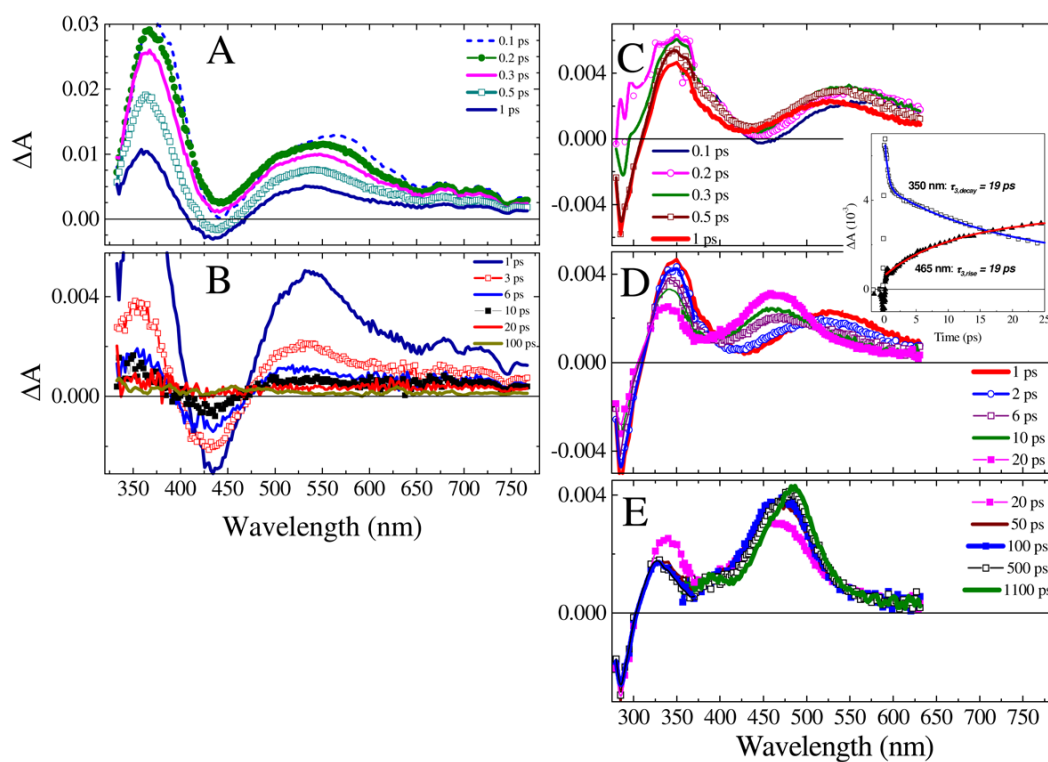 0.03
0.02
0.01
0.00
ΔA
A
0.1 ps
0.2 ps
0.3 ps
0.5 ps
1 ps
0.004
0.000
ΔA
B
1 ps
3 ps
6 ps
10 ps
20 ps
100 ps
350 400 450 500 550 600 650 700 750
Wavelength (nm)
C
0.004
0.000
-0.004
0.1 ps
0.2 ps
0.3 ps
0.5 ps
1 ps
350 nm: τ3,decay = 19 ps
465 nm: τ3,rise = 19 ps
ΔA (10-3)
4
0
0 5 10 15 20 25
Time (ps)
D
0.004
0.000
-0.004
1 ps
2 ps
6 ps
10 ps
20 ps
E
0.004
0.000
20 ps
50 ps
100 ps
500 ps
1100 ps
300 350 400 450 500 550 600 650 700 750
Wavelength (nm)